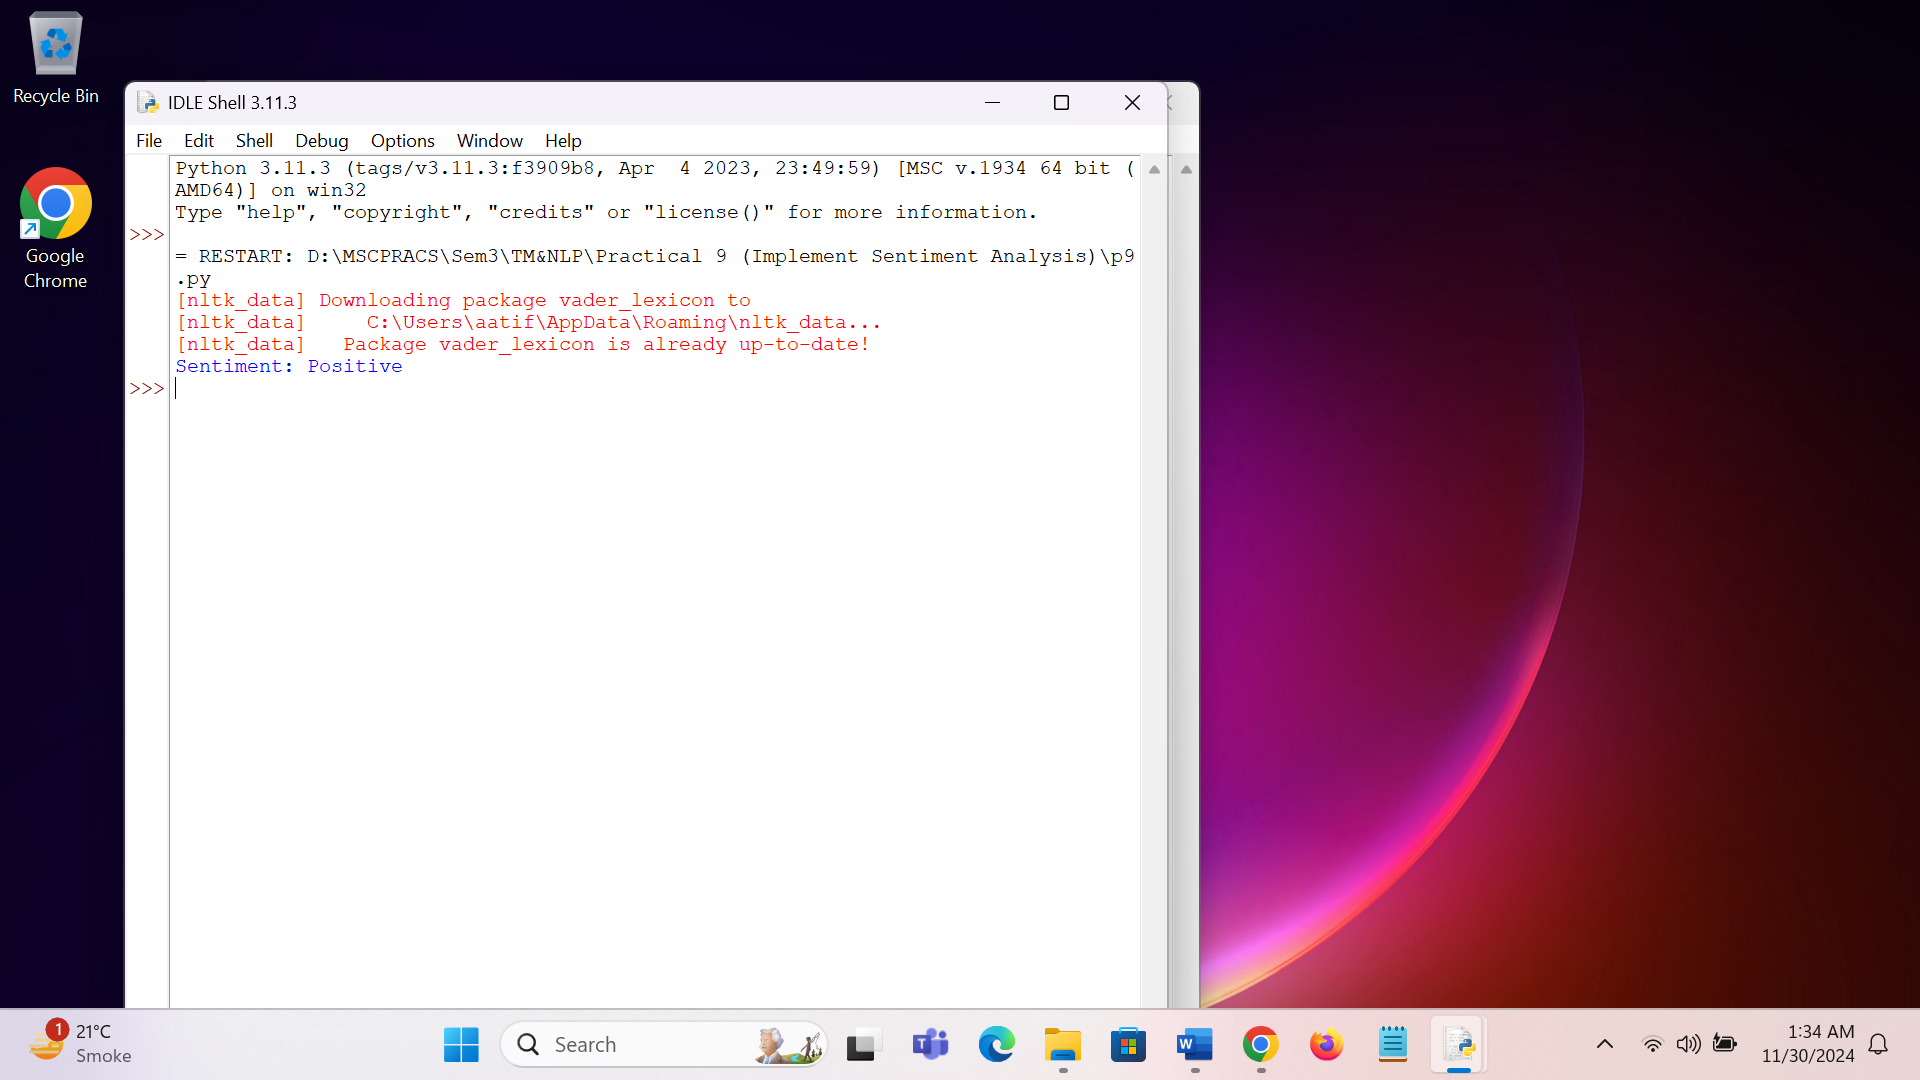 Recycle Bin
Google
Chrome
IDLE Shell 3.11.3
File Edit Shell Debug Options Window Help
Python 3.11.3 (tags/v3.11.3:f3909b8, Apr  4 2023, 23:49:59) [MSC v.1934 64 bit (
AMD64)] on win32
Type "help", "copyright", "credits" or "license()" for more information.
>>>
= RESTART: D:\MSCPRACS\Sem3\TM&NLP\Practical 9 (Implement Sentiment Analysis)\p9
.py
[nltk_data] Downloading package vader_lexicon to
[nltk_data]     C:\Users\aatif\AppData\Roaming\nltk_data...
[nltk_data]   Package vader_lexicon is already up-to-date!
Sentiment: Positive
>>>
1
21°C
Smoke
Search
1:34 AM
11/30/2024